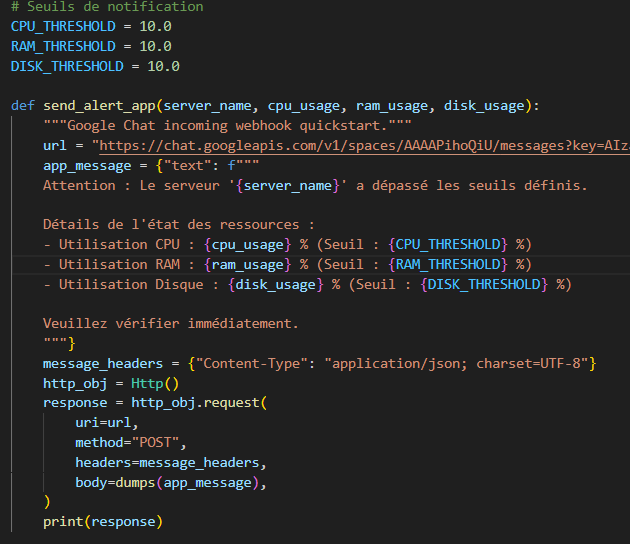 # Seuils de notification
CPU_THRESHOLD = 10.0
RAM_THRESHOLD = 10.0
DISK_THRESHOLD = 10.0
def send_alert_app(server_name, cpu_usage, ram_usage, disk_usage):
"""Google Chat incoming webhook quickstart."""
url = "https://chat.googleapis.com/v1/spaces/AAAAPihoQiU/messages?key=AIza
app_message = {"text": f"""
Attention : Le serveur '{server_name}' a dépassé les seuils définis.
Détails de l'état des ressources :
- Utilisation CPU : {cpu_usage} % (Seuil : {CPU_THRESHOLD} %)
- Utilisation RAM : {ram_usage} % (Seuil : {RAM_THRESHOLD} %)
- Utilisation Disque : {disk_usage} % (Seuil : {DISK_THRESHOLD} %)
Veuillez vérifier immédiatement.
"""}
message_headers = {"Content-Type": "application/json; charset=UTF-8"}
http_obj = Http()
response = http_obj.request(
uri=url,
method="POST",
headers=message_headers,
body=dumps(app_message),
)
print(response)